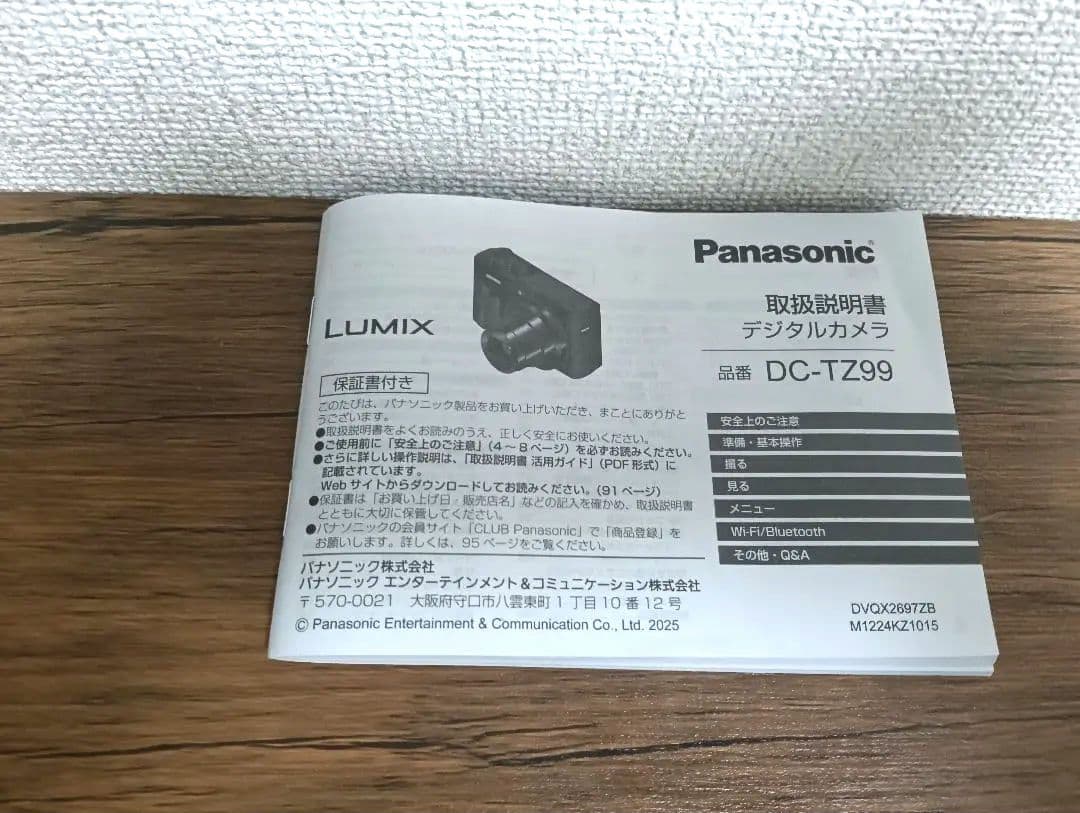 Panasonic®
取扱説明書
デジタルカメラ
品番 DC-TZ99
LUMIX
保証書付き
このたびは、パナソニック製品をお買い上げいただき、まことにありがと
うございます。
●取扱説明書をよくお読みのうえ、正しく安全にお使いください。
●ご使用前に「安全上のご注意」(4～8ページ)を必ずお読みください。
●さらに詳しい操作説明は、「取扱説明書 活用ガイド」(PDF形式)に
記載されています。
Webサイトからダウンロードしてお読みください。(91ページ)
●保証書は「お買い上げ日・販売店名」などの記入を確かめ、取扱説明書
とともに大切に保管してください。
●パナソニックの会員サイト「CLUB Panasonic」で「商品登録」を
お願いします。詳しくは、95ページをご覧ください。
安全上のご注意
準備・基本操作
撮る
見る
メニュー
Wi-Fi/Bluetooth
その他・Q&A
パナソニック株式会社
パナソニック エンターテインメント&コミュニケーション株式会社
〒570-0021 大阪府守口市八雲東町1丁目10番12号
© Panasonic Entertainment & Communication Co., Ltd. 2025
DVQX2697ZB
M1224KZ1015